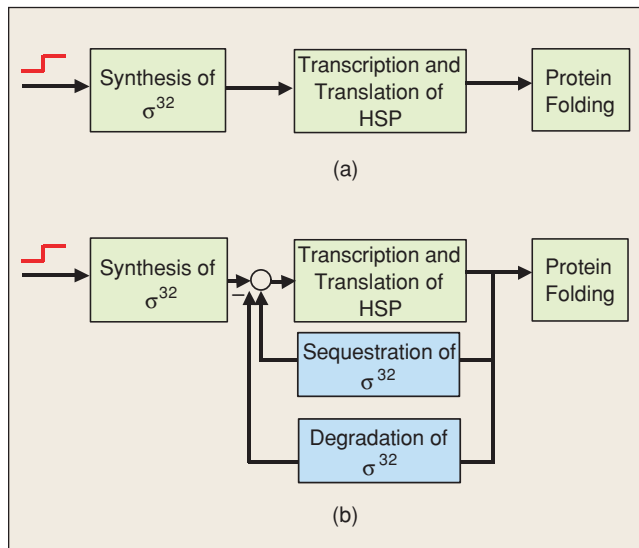 Synthesis of
σ³²
Transcription and
Translation of
HSP
Protein
Folding
(a)
Synthesis of
σ³²
–
Transcription and
Translation of
HSP
Protein
Folding
Sequestration of
σ³²
Degradation of
σ³²
(b)